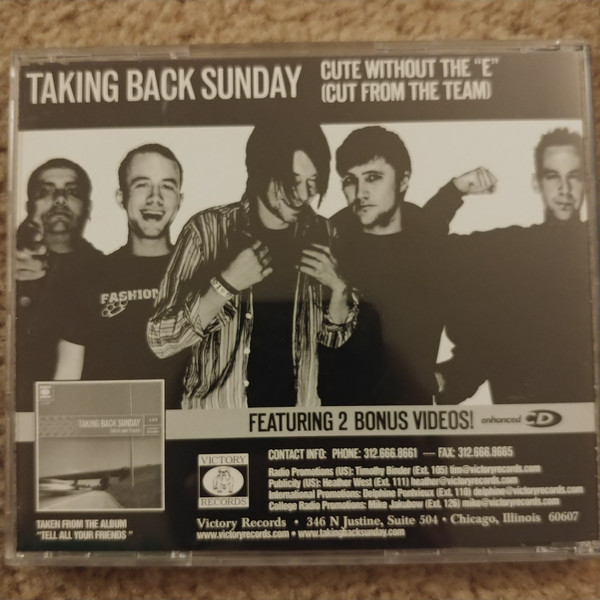 TAKING BACK SUNDAY
CUTE WITHOUT THE "E"
(CUT FROM THE TEAM)
FASHION
TAKING BACK SUNDAY
FEATURING 2 BONUS VIDEOS! enhanced CD
TAKEN FROM THE ALBUM
"TELL ALL YOUR FRIENDS"
VICTORY
RECORDS
CONTACT INFO: PHONE: 312.666.8661 ---- FAX: 312.666.8665
Radio Promotions (US): Timothy Binder (Ext. 105) tim@victoryrecords.com
Publicity (US): Heather West (Ext. 111) heather@victoryrecords.com
International Promotions: Delphine Pontvieux (Ext. 110) delphine@victoryrecords.com
College Radio Promotions: Mike Jakubow (Ext. 126) mike@victoryrecords.com
Victory Records • 346 N Justine, Suite 504 • Chicago, Illinois 60607
www.victoryrecords.com • www.takingbacksunday.com